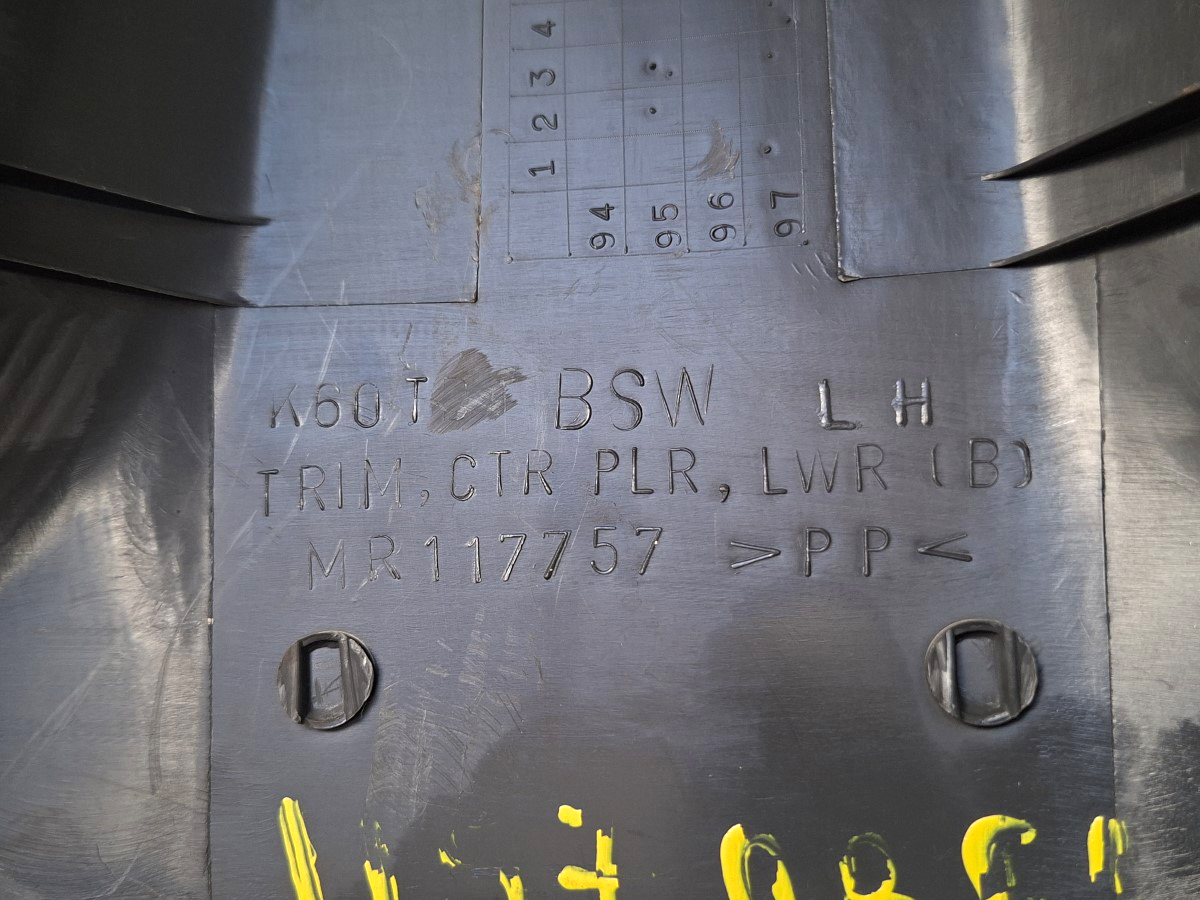 4
3
2
1
94 95 96 97
K60T BSW LH
TRIM, CTR PLR, LWR (B)
MR117757 >PP<